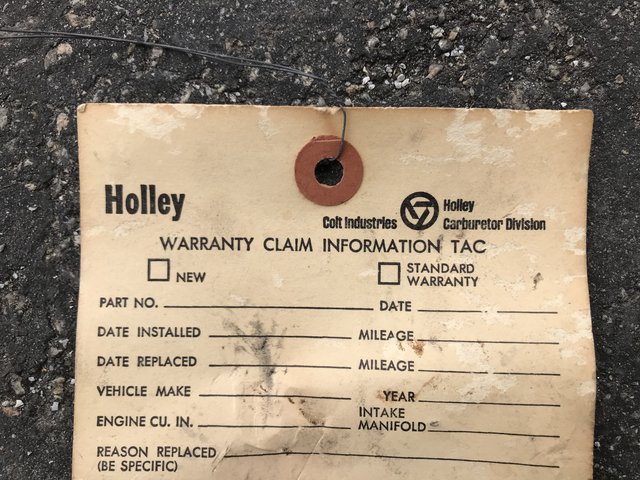 Holley
Colt Industries
Holley
Carburetor Division
WARRANTY CLAIM INFORMATION TAC
NEW
STANDARD
WARRANTY
PART NO. DATE
DATE INSTALLED MILEAGE
DATE REPLACED MILEAGE
VEHICLE MAKE YEAR
ENGINE CU. IN. INTAKE
MANIFOLD
REASON REPLACED
(BE SPECIFIC)